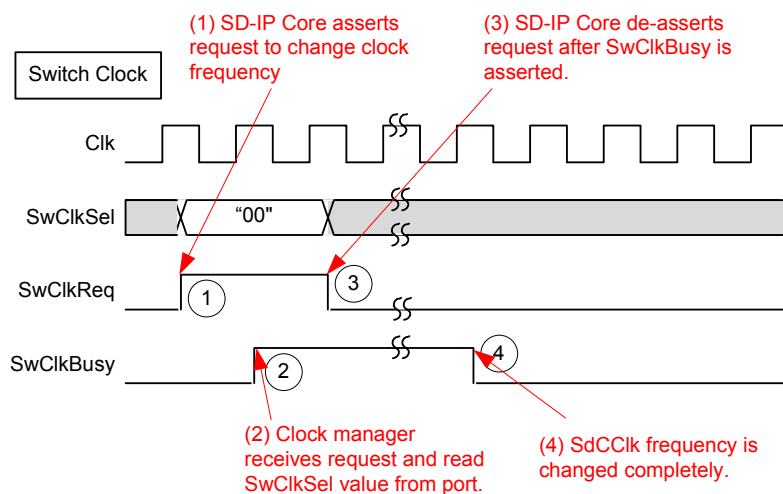 (1) SD-IP Core asserts
request to change clock
frequency
(3) SD-IP Core de-asserts
request after SwClkBusy is
asserted.
Switch Clock
Clk
SwClkSel
“00"
SwClkReq
1
3
SwClkBusy
2
4
(2) Clock manager
receives request and read
SwClkSel value from port.
(4) SdCClk frequency is
changed completely.